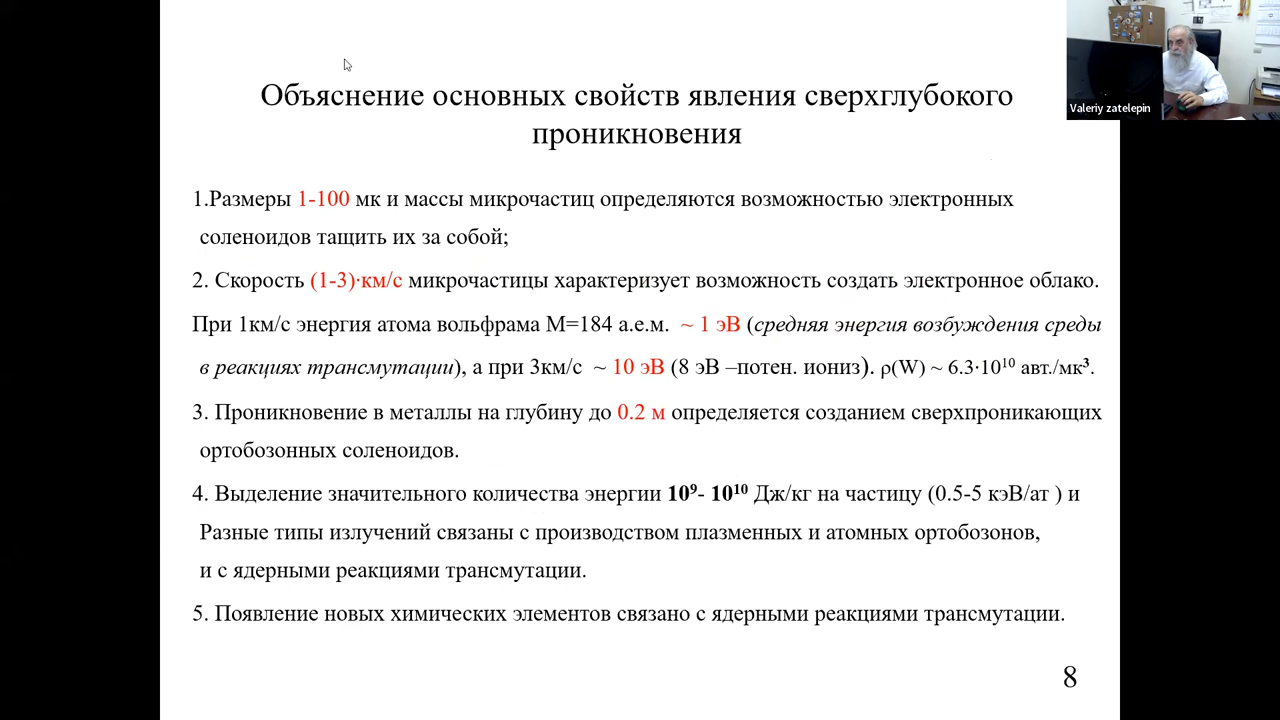 Объяснение основных свойств явления сверхглубокого
проникновения
Valeriy zatelepin
1.Размеры 1-100 мк и массы микрочастиц определяются возможностью электронных
соленоидов тащить их за собой;
2. Скорость (1-3)·км/с микрочастицы характеризует возможность создать электронное облако.
При 1км/с энергия атома вольфрама М=184 а.е.м. ~ 1 эВ (средняя энергия возбуждения среды
в реакциях трансмутации), а при 3км/с ~ 10 эВ (8 эВ –потен. иониз). ρ(W) ~ 6.3·10¹⁰ авт./мк³.
3. Проникновение в металлы на глубину до 0.2 м определяется созданием сверхпроникающих
ортобозонных соленоидов.
4. Выделение значительного количества энергии 10⁹- 10¹⁰ Дж/кг на частицу (0.5-5 кэВ/ат ) и
Разные типы излучений связаны с производством плазменных и атомных ортобозонов,
и с ядерными реакциями трансмутации.
5. Появление новых химических элементов связано с ядерными реакциями трансмутации.
8